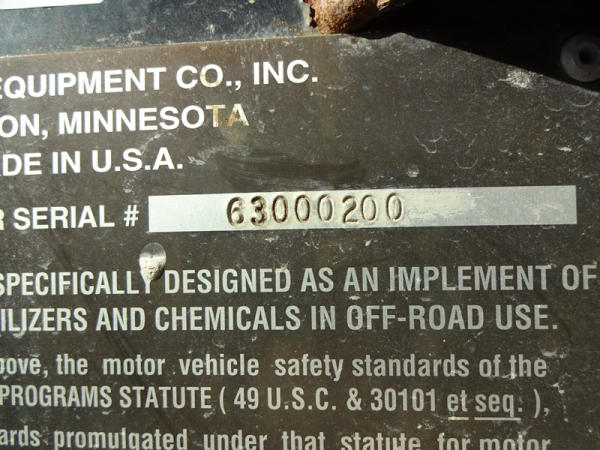 EQUIPMENT CO., INC.
ON, MINNESOTA
ADE IN U.S.A.
R SERIAL # 63000200
SPECIFICALLY DESIGNED AS AN IMPLEMENT OF
ILIZERS AND CHEMICALS IN OFF-ROAD USE.
bove, the motor vehicle safety standards of the
PROGRAMS STATUTE ( 49 U.S.C. & 30101 et seq. ),
ards promulgated under that statute for motor